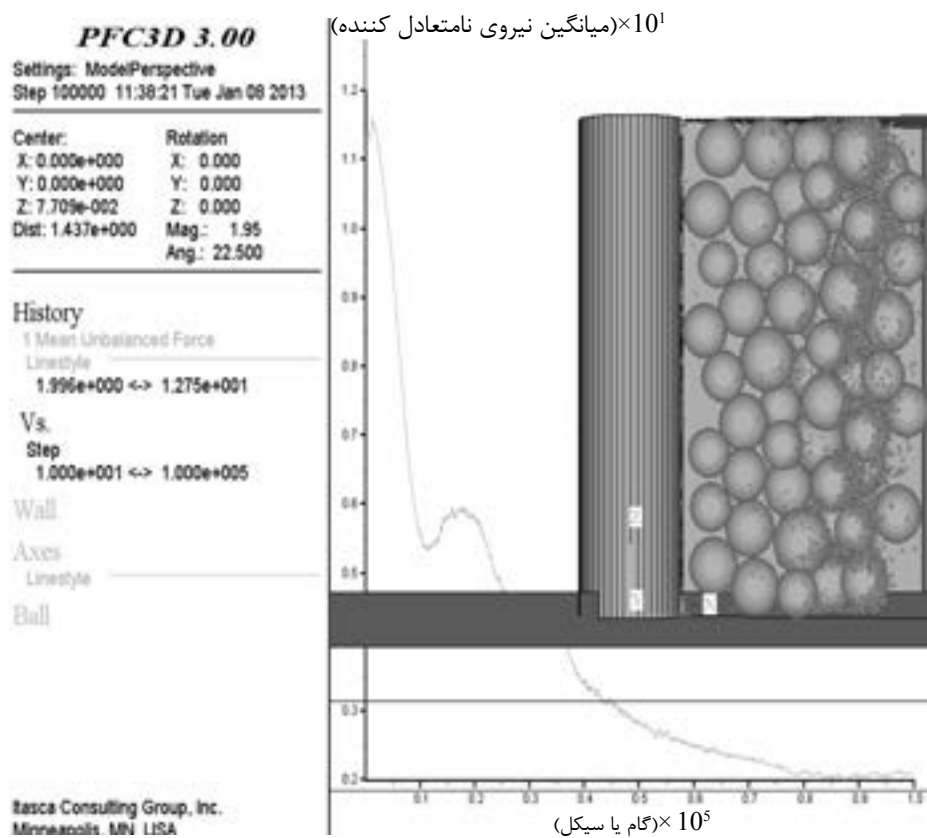 PFC3D 3.00
Settings: ModelPerspective
Step 100000 11:38:21 Tue Jan 08 2013
Center: Rotation
X: 0.000e+000 X: 0.000
Y: 0.000e+000 Y: 0.000
Z: 7.709e-002 Z: 0.000
Dist: 1.437e+000 Mag.: 1.95
Ang.: 22.500
History
1 Mean Unbalanced Force
Linestyle
1.996e+000 <-> 1.275e+001
Vs.
Step
1.000e+001 <-> 1.000e+005
Wall
Axes
Linestyle
Ball
Itasca Consulting Group, Inc.
Minneapolis, MN USA
(میانگین نیروی نامتعادل کننده)×10¹
1.2
1.1
1.0
0.9
0.8
0.7
0.6
0.5
0.3
0.2
0.1 0.2 0.3 0.4 0.5 0.6 0.7 0.8 0.9 1.0
(گام یا سیکل)×10⁵